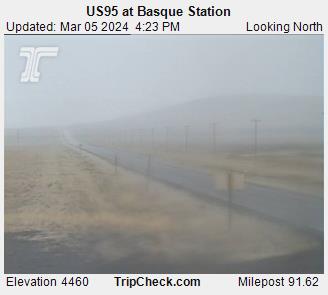 US95 at Basque Station
Updated: Mar 05 2024 4:23 PM Looking North
Elevation 4460 TripCheck.com Milepost 91.62